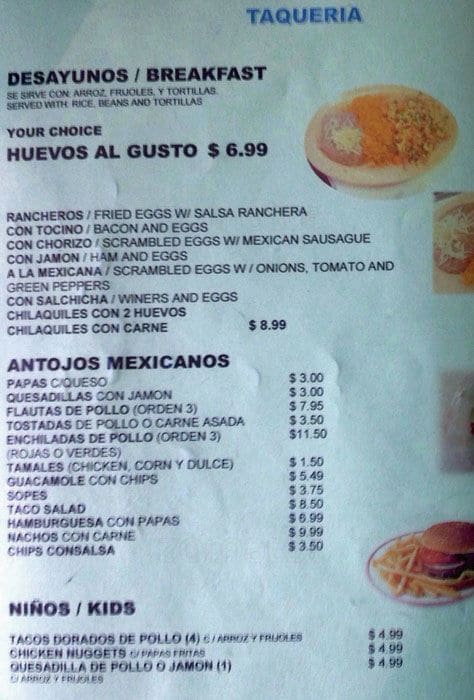 TAQUERIA
DESAYUNOS / BREAKFAST
SE SIRVE CON: ARROZ, FRIJOLES, Y TORTILLAS.
SERVED WITH: RICE, BEANS AND TORTILLAS
YOUR CHOICE
HUEVOS AL GUSTO $ 6.99
RANCHEROS / FRIED EGGS W/ SALSA RANCHERA
CON TOCINO / BACON AND EGGS
CON CHORIZO / SCRAMBLED EGGS W/ MEXICAN SAUSAGUE
CON JAMON / HAM AND EGGS
A LA MEXICANA / SCRAMBLED EGGS W / ONIONS, TOMATO AND
GREEN PEPPERS
CON SALCHICHA / WINERS AND EGGS
CHILAQUILES CON 2 HUEVOS
CHILAQUILES CON CARNE $ 8.99
ANTOJOS MEXICANOS
PAPAS C/QUESO $ 3.00
QUESADILLAS CON JAMON $ 3.00
FLAUTAS DE POLLO (ORDEN 3) $ 7.95
TOSTADAS DE POLLO O CARNE ASADA $ 3.50
ENCHILADAS DE POLLO (ORDEN 3) $11.50
(ROJAS O VERDES)
TAMALES (CHICKEN, CORN Y DULCE) $ 1.50
GUACAMOLE CON CHIPS $ 5.49
SOPES $ 3.75
TACO SALAD $ 8.50
HAMBURGUESA CON PAPAS $ 6.99
NACHOS CON CARNE $ 9.99
CHIPS CONSALSA $ 3.50
NIÑOS / KIDS
TACOS DORADOS DE POLLO (4) C/ ARROZ Y FRIJOLES $ 4.99
CHICKEN NUGGETS C/ PAPAS FRITAS $ 4.99
QUESADILLA DE POLLO O JAMON (1) $ 4.99
C/ ARROZ Y FRIJOLES